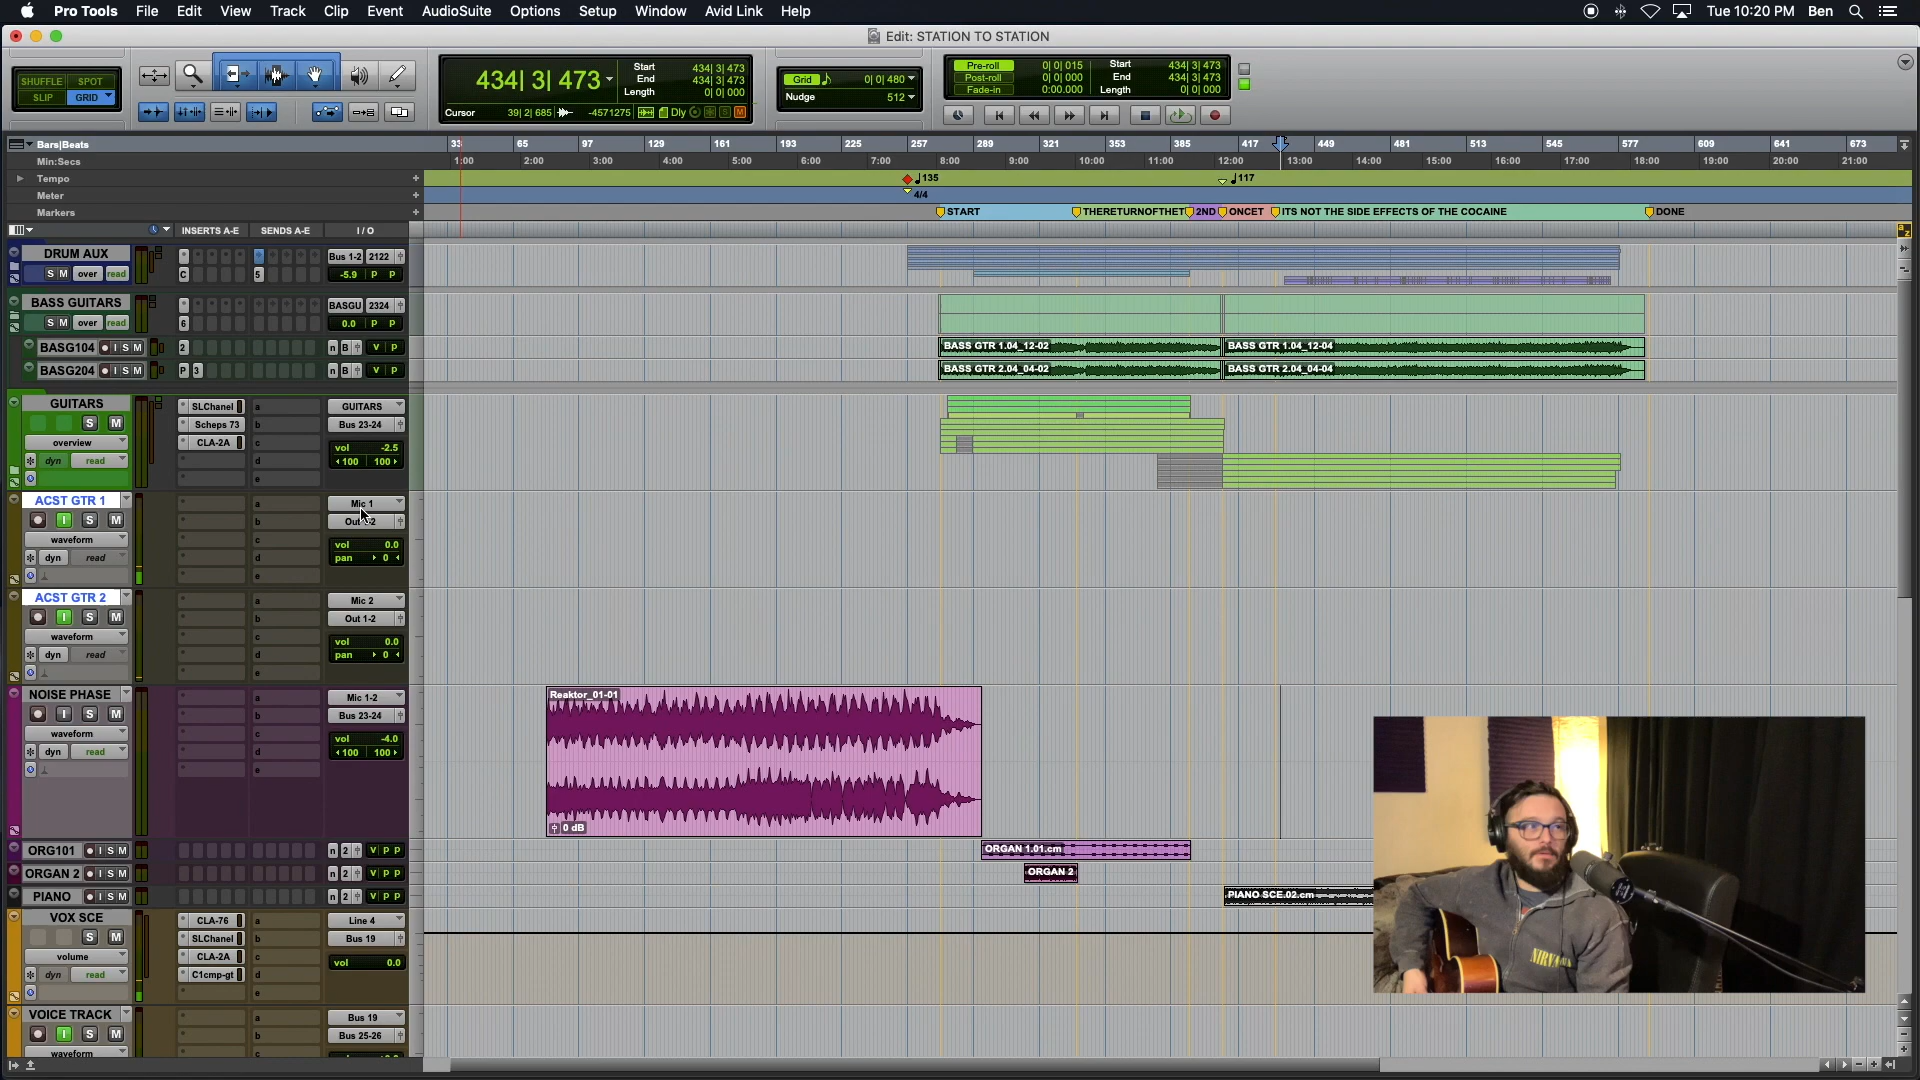 Pro Tools File Edit View Track Clip Event AudioSuite Options Setup Window Avid Link Help Tue 10:20 PM Ben
Edit: STATION TO STATION
SHUFFLE SPOT
SLIP GRID
434| 3| 473
Start 434| 3| 473
End 434| 3| 473
Length 0| 0| 000
Cursor 39| 2| 685 -4571275 Dly
Grid 0| 0| 480
Nudge 512
Pre-roll 0| 0| 015
Post-roll 0| 0| 000
Fade-in 0:00.000
Start 434| 3| 473
End 434| 3| 473
Length 0| 0| 000
Bars|Beats 33 65 97 129 161 193 225 257 289 321 353 385 417 449 481 513 545 577 609 641 673
Min:Secs 1:00 2:00 3:00 4:00 5:00 6:00 7:00 8:00 9:00 10:00 11:00 12:00 13:00 14:00 15:00 16:00 17:00 18:00 19:00 20:00 21:00
Tempo 135 117
Meter 4/4
Markers START THERETURNOFTHET 2ND ONCET ITS NOT THE SIDE EFFECTS OF THE COCAINE DONE
INSERTS A-E SENDS A-E I / O
DRUM AUX Bus 1-2 2122
S M over read C 5 -5.9 P P
BASS GUITARS BASGU 2324
S M over read 6 0.0 P P
BASG104 I S M 2 n B V P BASS GTR 1.04_12-02 BASS GTR 1.04_12-04
BASG204 I S M P 3 n B V P BASS GTR 2.04_04-02 BASS GTR 2.04_04-04
GUITARS SLChanel a GUITARS
S M Scheps 73 b Bus 23-24
overview CLA-2A c vol -2.5
dyn read d 100 100
e
ACST GTR 1 a Mic 1
I S M b
waveform c vol 0.0
dyn read d pan 0
e
ACST GTR 2 a Mic 2
I S M b Out 1-2
waveform c vol 0.0
dyn read d pan 0
e
NOISE PHASE a Mic 1-2 Reaktor_01-01
I S M b Bus 23-24
waveform c vol -4.0
dyn read d 100 100
e
0 dB
ORG101 I S M n 2 V P P ORGAN 1.01.cm
ORGAN 2 I S M n 2 V P P ORGAN 2
PIANO I S M n 2 V P P PIANO SCE.02.cm
VOX SCE CLA-76 a Line 4
S M SLChanel b Bus 19
volume CLA-2A c vol 0.0
dyn read C1cmp-gt d
e
VOICE TRACK a Bus 19
I S M b Bus 25-26
waveform c